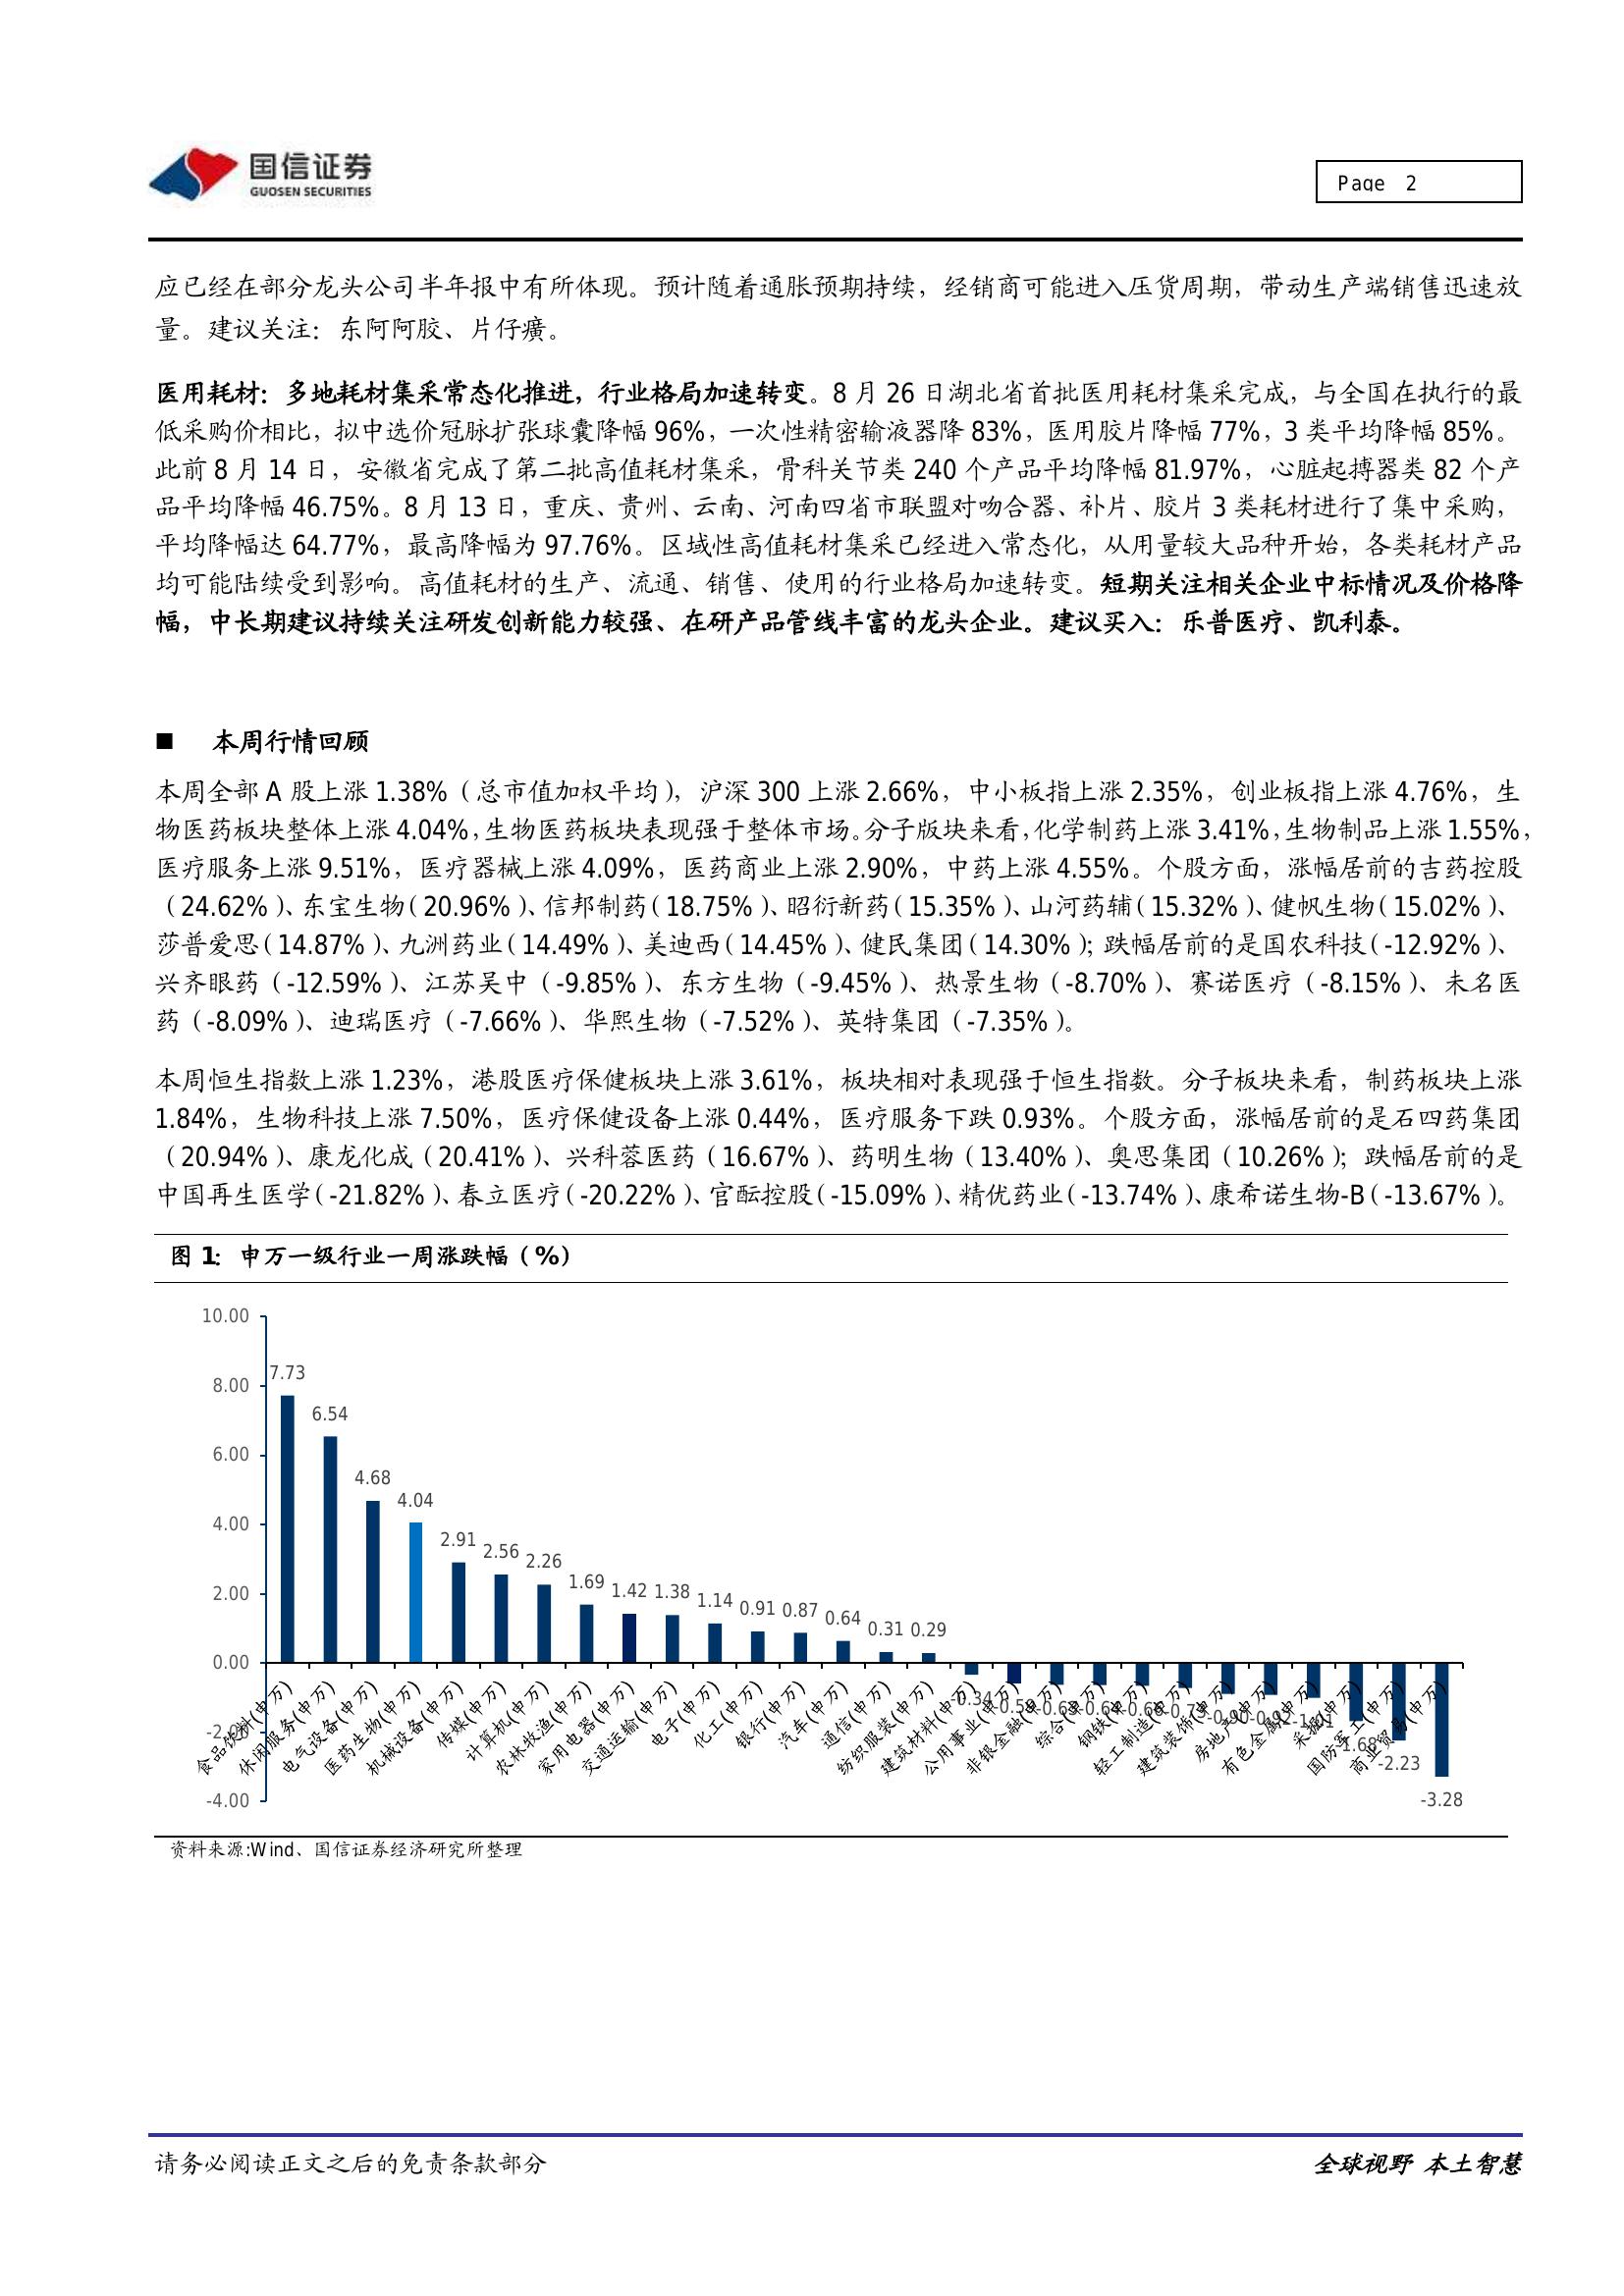 国信证券
GUOSEN SECURITIES
Page 2
应已经在部分龙头公司半年报中有所体现。预计随着通胀预期持续，经销商可能进入压货周期，带动生产端销售迅速放
量。建议关注：东阿阿胶、片仔癀。
医用耗材：多地耗材集采常态化推进，行业格局加速转变。8 月 26 日湖北省首批医用耗材集采完成，与全国在执行的最
低采购价相比，拟中选价冠脉扩张球囊降幅 96%，一次性精密输液器降 83%，医用胶片降幅 77%，3 类平均降幅 85%。
此前 8 月 14 日，安徽省完成了第二批高值耗材集采，骨科关节类 240 个产品平均降幅 81.97%，心脏起搏器类 82 个产
品平均降幅 46.75%。8 月 13 日，重庆、贵州、云南、河南四省市联盟对吻合器、补片、胶片 3 类耗材进行了集中采购，
平均降幅达 64.77%，最高降幅为 97.76%。区域性高值耗材集采已经进入常态化，从用量较大品种开始，各类耗材产品
均可能陆续受到影响。高值耗材的生产、流通、销售、使用的行业格局加速转变。短期关注相关企业中标情况及价格降
幅，中长期建议持续关注研发创新能力较强、在研产品管线丰富的龙头企业。建议买入：乐普医疗、凯利泰。
■ 本周行情回顾
本周全部 A 股上涨 1.38%（总市值加权平均），沪深 300 上涨 2.66%，中小板指上涨 2.35%，创业板指上涨 4.76%，生
物医药板块整体上涨 4.04%，生物医药板块表现强于整体市场。分子版块来看，化学制药上涨 3.41%，生物制品上涨 1.55%，
医疗服务上涨 9.51%，医疗器械上涨 4.09%，医药商业上涨 2.90%，中药上涨 4.55%。个股方面，涨幅居前的吉药控股
（24.62%）、东宝生物（20.96%）、信邦制药（18.75%）、昭衍新药（15.35%）、山河药辅（15.32%）、健帆生物（15.02%）、
莎普爱思（14.87%）、九洲药业（14.49%）、美迪西（14.45%）、健民集团（14.30%）；跌幅居前的是国农科技（-12.92%）、
兴齐眼药（-12.59%）、江苏吴中（-9.85%）、东方生物（-9.45%）、热景生物（-8.70%）、赛诺医疗（-8.15%）、未名医
药（-8.09%）、迪瑞医疗（-7.66%）、华熙生物（-7.52%）、英特集团（-7.35%）。
本周恒生指数上涨 1.23%，港股医疗保健板块上涨 3.61%，板块相对表现强于恒生指数。分子板块来看，制药板块上涨
1.84%，生物科技上涨 7.50%，医疗保健设备上涨 0.44%，医疗服务下跌 0.93%。个股方面，涨幅居前的是石四药集团
（20.94%）、康龙化成（20.41%）、兴科蓉医药（16.67%）、药明生物（13.40%）、奥思集团（10.26%）；跌幅居前的是
中国再生医学（-21.82%）、春立医疗（-20.22%）、官酝控股（-15.09%）、精优药业（-13.74%）、康希诺生物-B（-13.67%）。
图 1：申万一级行业一周涨跌幅（%）
10.00
8.00
6.00
4.00
2.00
0.00
-2.00
-4.00
7.73 6.54 4.68 4.04 2.91 2.56 2.26 1.69 1.42 1.38 1.14 0.91 0.87 0.64 0.31 0.29
-0.34 -0.58 -0.63 -0.64 -0.66 -0.90 -0.91 -1.01 -1.68 -2.23 -3.28
食品饮料(申万)
休闲服务(申万)
电气设备(申万)
医药生物(申万)
机械设备(申万)
传媒(申万)
计算机(申万)
农林牧渔(申万)
家用电器(申万)
交通运输(申万)
电子(申万)
化工(申万)
银行(申万)
汽车(申万)
通信(申万)
纺织服装(申万)
建筑材料(申万)
公用事业(申万)
非银金融(申万)
综合(申万)
钢铁(申万)
轻工制造(申万)
建筑装饰(申万)
房地产(申万)
有色金属(申万)
采掘(申万)
国防军工(申万)
商业贸易(申万)
资料来源:Wind、国信证券经济研究所整理
请务必阅读正文之后的免责条款部分
全球视野 本土智慧